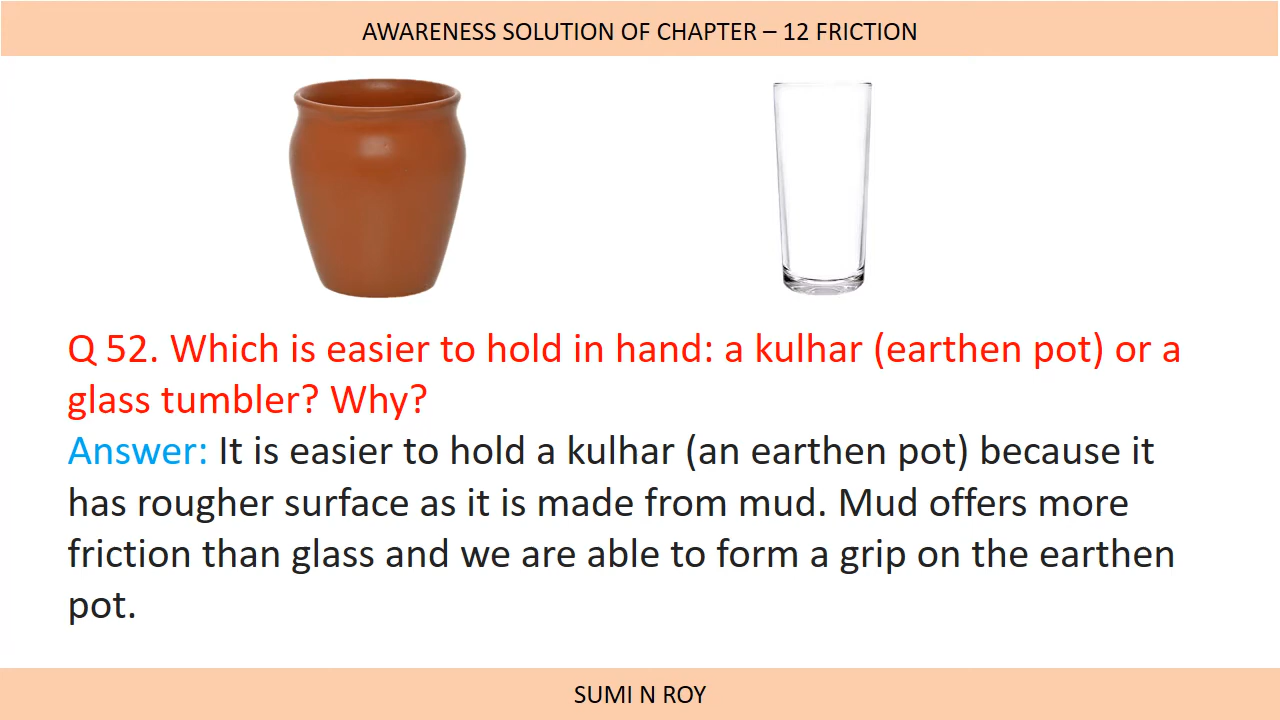 AWARENESS SOLUTION OF CHAPTER – 12 FRICTION
Q 52. Which is easier to hold in hand: a kulhar (earthen pot) or a
glass tumbler? Why?
Answer: It is easier to hold a kulhar (an earthen pot) because it
has rougher surface as it is made from mud. Mud offers more
friction than glass and we are able to form a grip on the earthen
pot.
SUMI N ROY